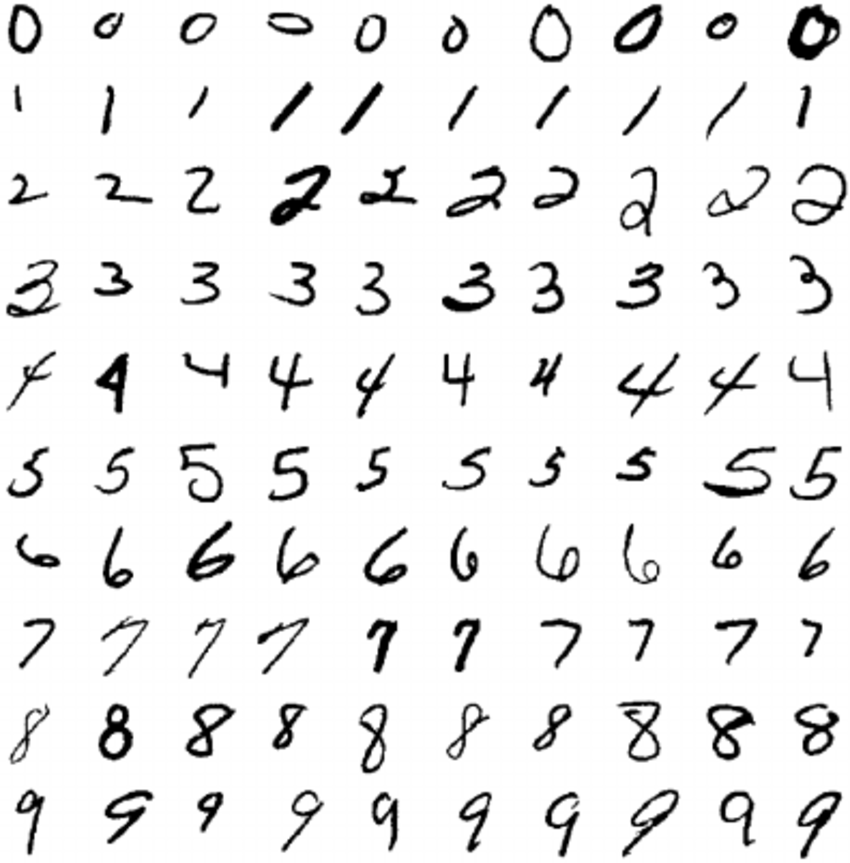 0 0 0 0 0 0 0 0 0 0
1 1 1 1 1 1 1 1 1 1
2 2 2 2 2 2 2 2 2 2
3 3 3 3 3 3 3 3 3 3
4 4 4 4 4 4 4 4 4 4
5 5 5 5 5 5 5 5 5 5
6 6 6 6 6 6 6 6 6 6
7 7 7 7 7 7 7 7 7 7
8 8 8 8 8 8 8 8 8 8
9 9 9 9 9 9 9 9 9 9